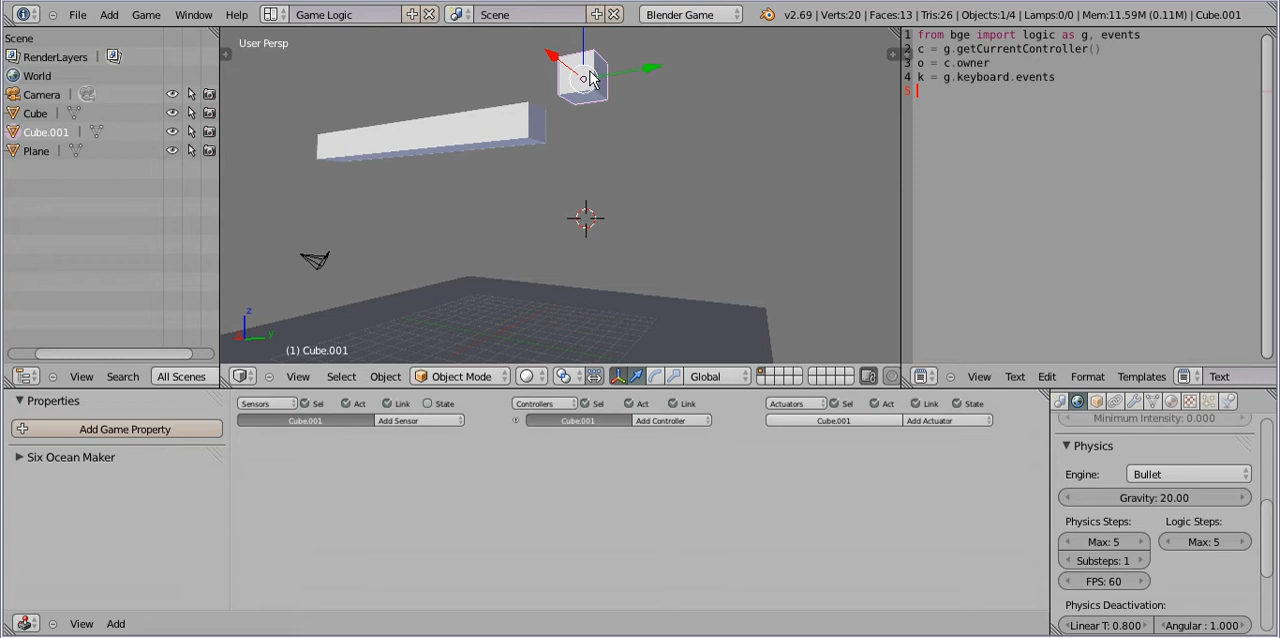 File Add Game Window Help Game Logic Scene Blender Game v2.69 | Verts:20 | Faces:13 | Tris:26 | Objects:1/4 | Lamps:0/0 | Mem:11.59M (0.11M) | Cube.001
Scene
RenderLayers
World
Camera
Cube
Cube.001
Plane
View Search All Scenes
User Persp
z
y
(1) Cube.001
View Select Object Object Mode Global
1 from bge import logic as g, events
2 c = g.getCurrentController()
3 o = c.owner
4 k = g.keyboard.events
5
View Text Edit Format Templates Text
Properties
Add Game Property
Six Ocean Maker
Sensors Sel Act Link State
Cube.001 Add Sensor
Controllers Sel Act Link
Cube.001 Add Controller
Actuators Sel Act Link State
Cube.001 Add Actuator
View Add
Minimum Intensity: 0.000
Physics
Engine: Bullet
Gravity: 20.00
Physics Steps: Logic Steps:
Max: 5 Max: 5
Substeps: 1
FPS: 60
Physics Deactivation:
Linear T: 0.800 Angular : 1.000